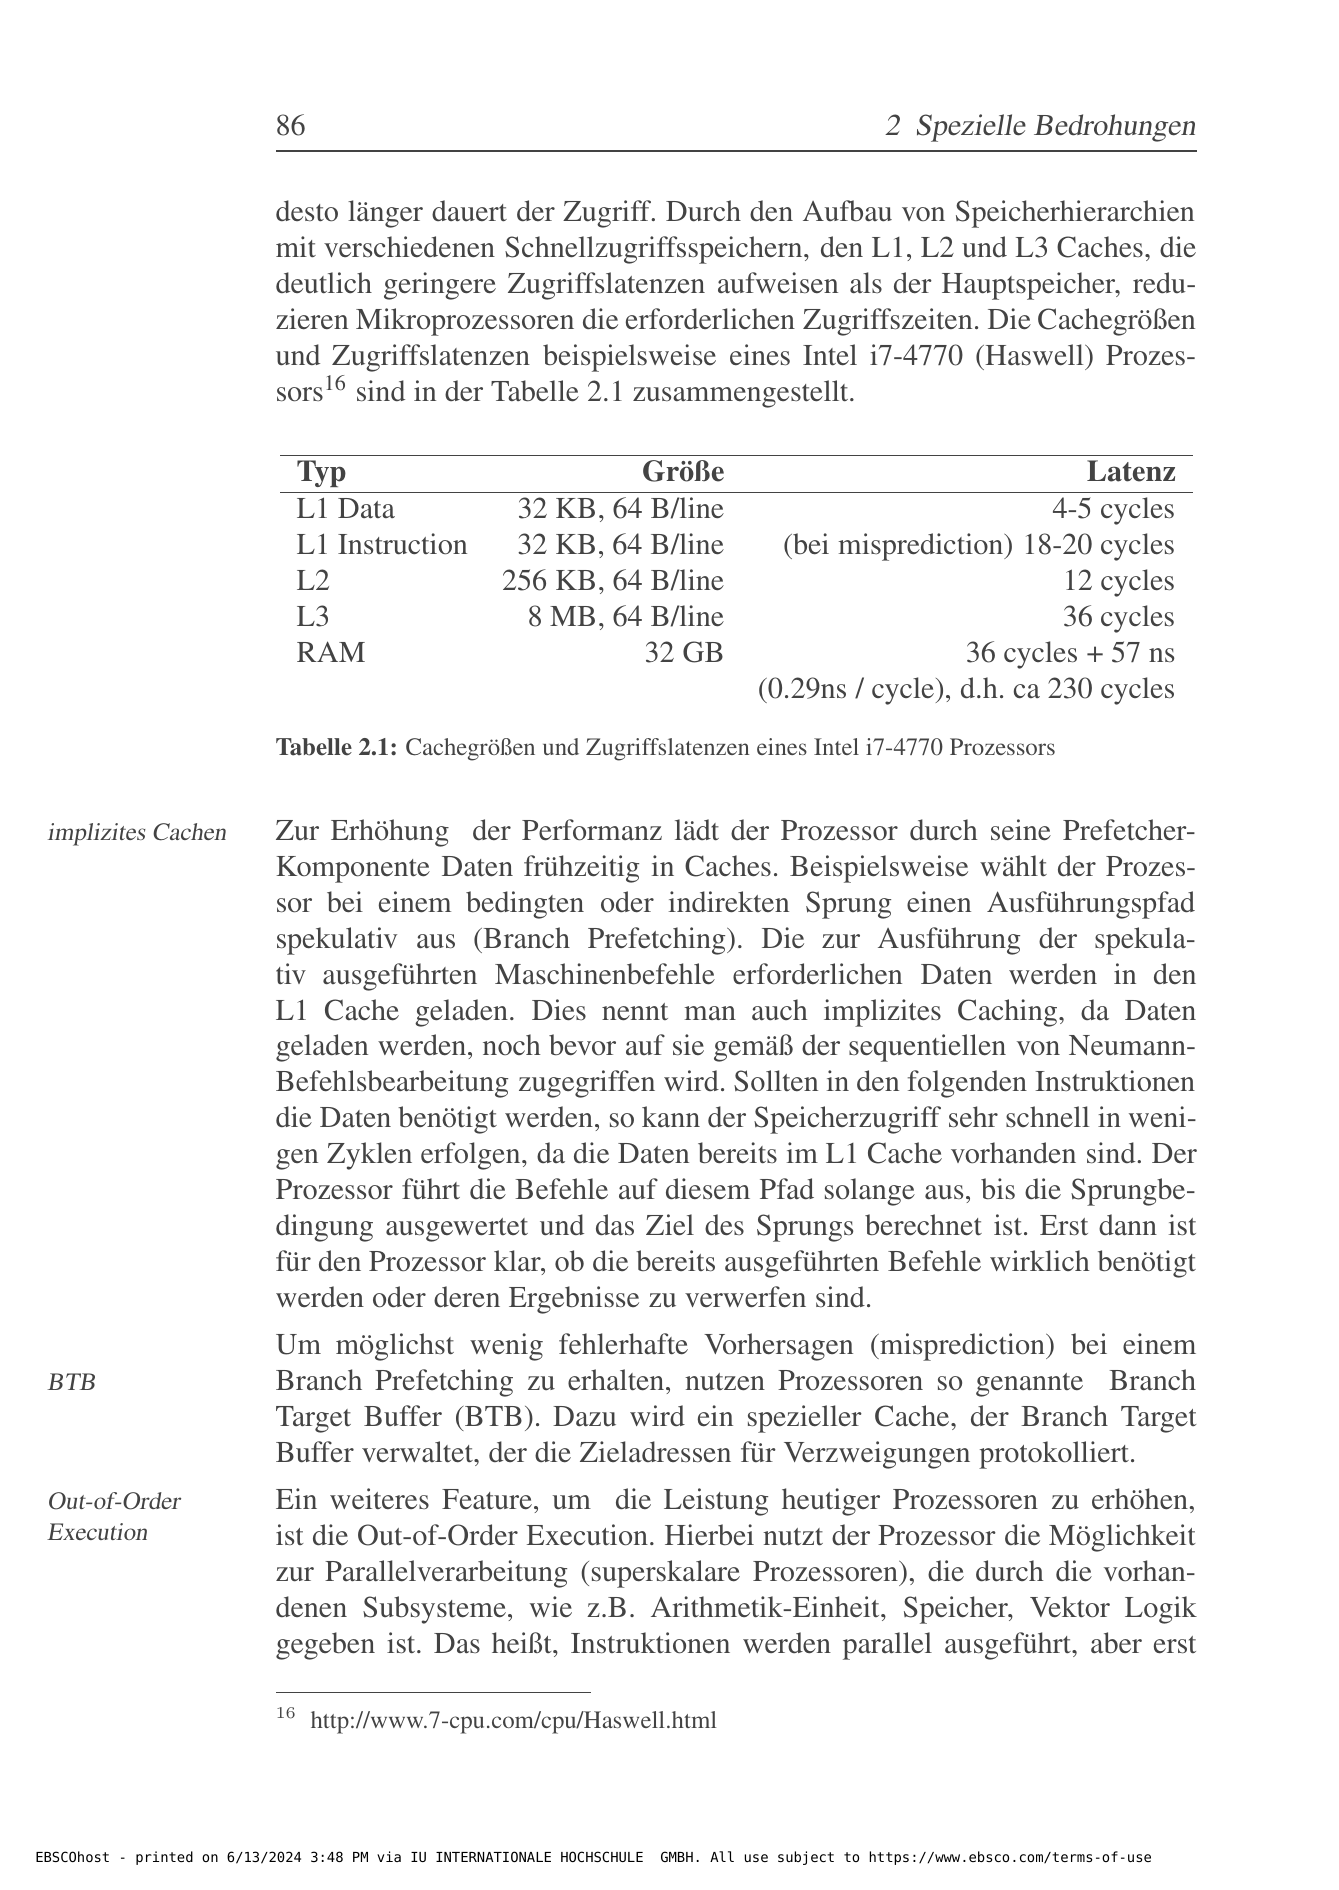 86 2 Spezielle Bedrohungen
desto länger dauert der Zugriff. Durch den Aufbau von Speicherhierarchien
mit verschiedenen Schnellzugriffsspeichern, den L1, L2 und L3 Caches, die
deutlich geringere Zugriffslatenzen aufweisen als der Hauptspeicher, redu-
zieren Mikroprozessoren die erforderlichen Zugriffszeiten. Die Cachegrößen
und Zugriffslatenzen beispielsweise eines Intel i7-4770 (Haswell) Prozes-
sors16 sind in der Tabelle 2.1 zusammengestellt.
Typ Größe Latenz
L1 Data 32 KB, 64 B/line 4-5 cycles
L1 Instruction 32 KB, 64 B/line (bei misprediction) 18-20 cycles
L2 256 KB, 64 B/line 12 cycles
L3 8 MB, 64 B/line 36 cycles
RAM 32 GB 36 cycles + 57 ns
(0.29ns / cycle), d.h. ca 230 cycles
Tabelle 2.1: Cachegrößen und Zugriffslatenzen eines Intel i7-4770 Prozessors
implizites Cachen Zur Erhöhung der Performanz lädt der Prozessor durch seine Prefetcher-
Komponente Daten frühzeitig in Caches. Beispielsweise wählt der Prozes-
sor bei einem bedingten oder indirekten Sprung einen Ausführungspfad
spekulativ aus (Branch Prefetching). Die zur Ausführung der spekula-
tiv ausgeführten Maschinenbefehle erforderlichen Daten werden in den
L1 Cache geladen. Dies nennt man auch implizites Caching, da Daten
geladen werden, noch bevor auf sie gemäß der sequentiellen von Neumann-
Befehlsbearbeitung zugegriffen wird. Sollten in den folgenden Instruktionen
die Daten benötigt werden, so kann der Speicherzugriff sehr schnell in weni-
gen Zyklen erfolgen, da die Daten bereits im L1 Cache vorhanden sind. Der
Prozessor führt die Befehle auf diesem Pfad solange aus, bis die Sprungbe-
dingung ausgewertet und das Ziel des Sprungs berechnet ist. Erst dann ist
für den Prozessor klar, ob die bereits ausgeführten Befehle wirklich benötigt
werden oder deren Ergebnisse zu verwerfen sind.
Um möglichst wenig fehlerhafte Vorhersagen (misprediction) bei einem
BTB Branch Prefetching zu erhalten, nutzen Prozessoren so genannte Branch
Target Buffer (BTB). Dazu wird ein spezieller Cache, der Branch Target
Buffer verwaltet, der die Zieladressen für Verzweigungen protokolliert.
Out-of-Order Ein weiteres Feature, um die Leistung heutiger Prozessoren zu erhöhen,
Execution ist die Out-of-Order Execution. Hierbei nutzt der Prozessor die Möglichkeit
zur Parallelverarbeitung (superskalare Prozessoren), die durch die vorhan-
denen Subsysteme, wie z.B. Arithmetik-Einheit, Speicher, Vektor Logik
gegeben ist. Das heißt, Instruktionen werden parallel ausgeführt, aber erst
16 http://www.7-cpu.com/cpu/Haswell.html
EBSCOhost - printed on 6/13/2024 3:48 PM via IU INTERNATIONALE HOCHSCHULE GMBH. All use subject to https://www.ebsco.com/terms-of-use